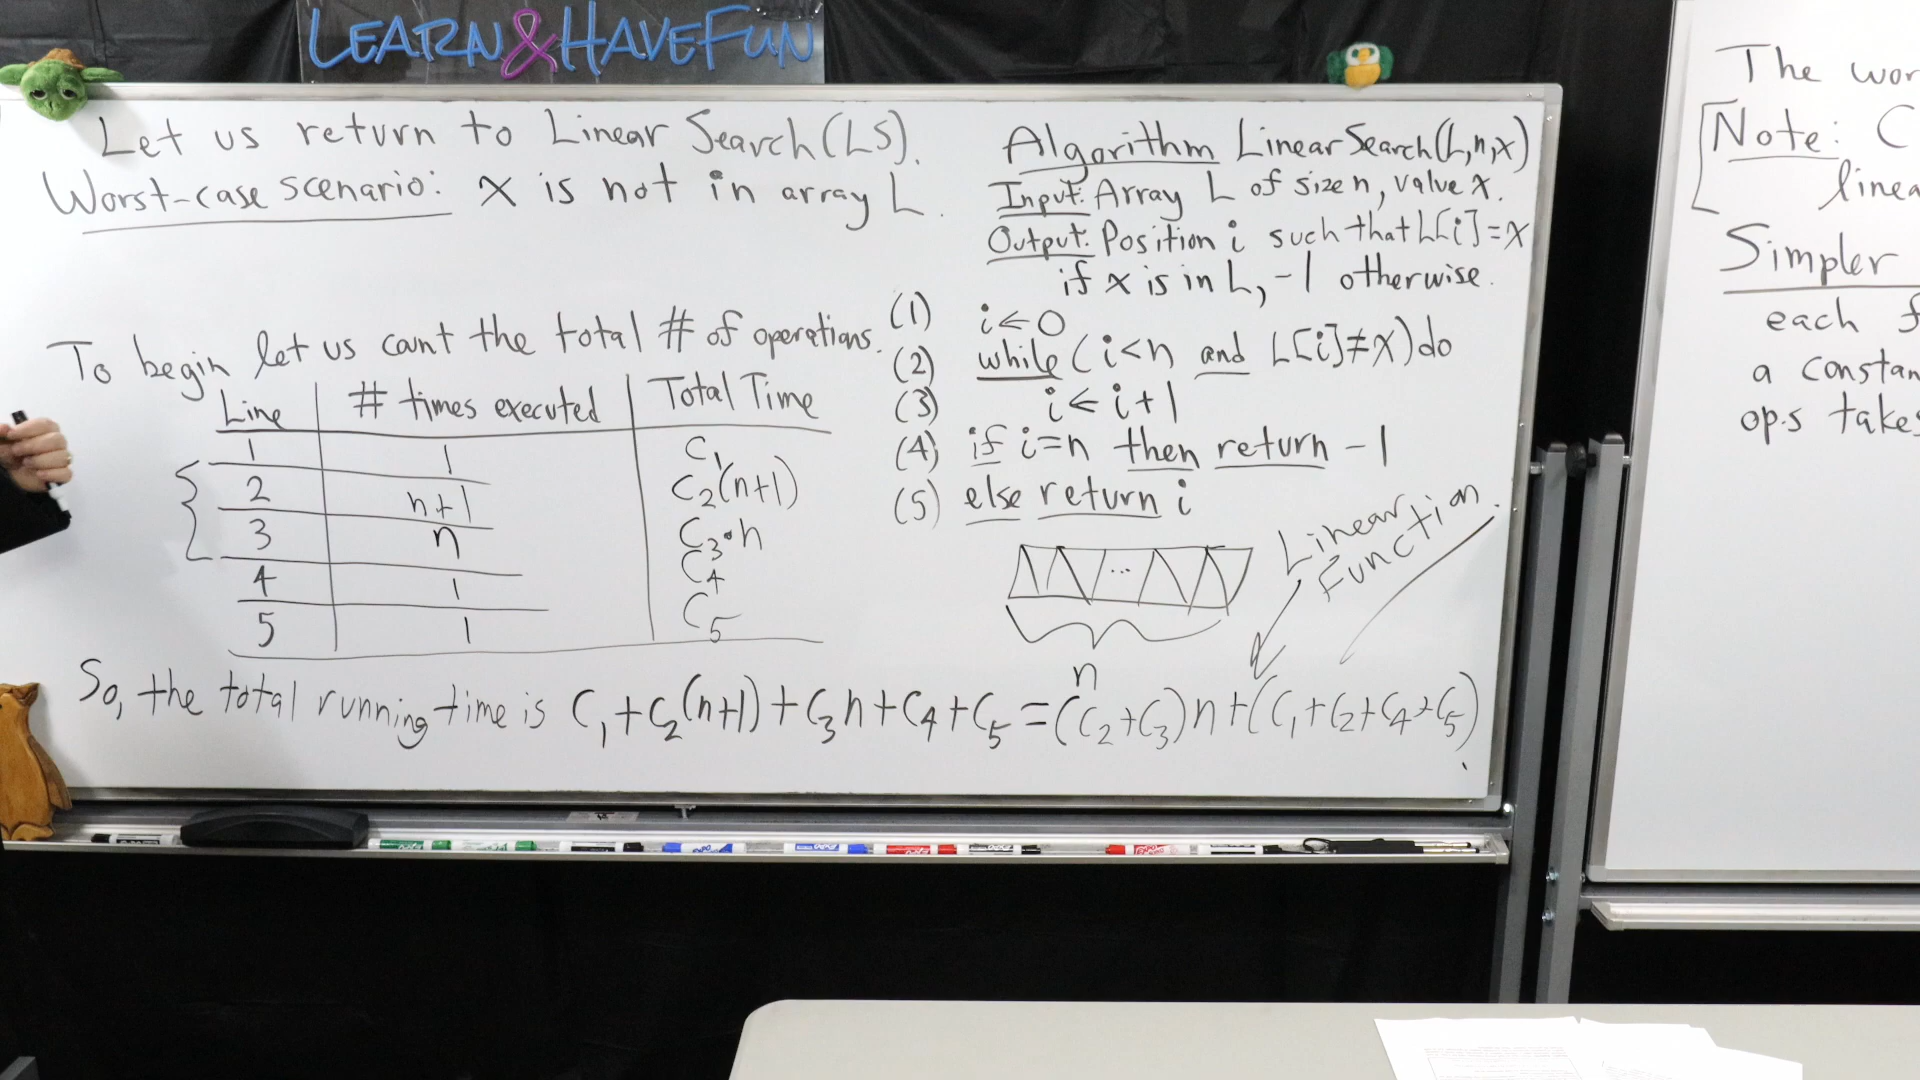 LEARN & HAVEFUN
Let us return to Linear Search (LS).
Worst-case scenario: x is not in array L.
To begin let us count the total # of operations.
Line | # times executed | Total Time
1 | 1 | C₁
2 | n+1 | C₂(n+1)
3 | n | C₃·n
4 | 1 | C₄
5 | 1 | C₅
So, the total running time is C₁+C₂(n+1)+C₃n+C₄+C₅=(C₂+C₃)n+(C₁+C₂+C₄+C₅)
Algorithm LinearSearch(L,n,x)
Input: Array L of size n, value x.
Output: Position i such that L[i]=x
if x is in L, -1 otherwise.
(1) i←0
(2) while (i<n and L[i]≠x) do
(3) i←i+1
(4) if i=n then return -1
(5) else return i
...
n
Linear
Function.
The wor
Note: C
linea
Simpler
each f
a constan
ops takes